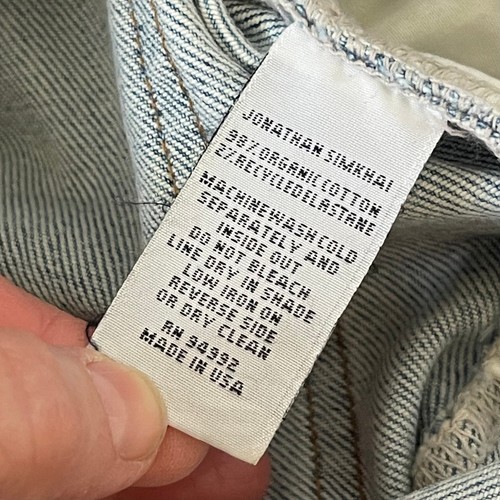 JONATHAN SIMKHAI
98% ORGANIC COTTON
2% RECYCLED ELASTANE
MACHINE WASH COLD
SEPARATELY AND
INSIDE OUT
DO NOT BLEACH
LINE DRY IN SHADE
LOW IRON ON
REVERSE SIDE
OR DRY CLEAN
RN 94992
MADE IN USA